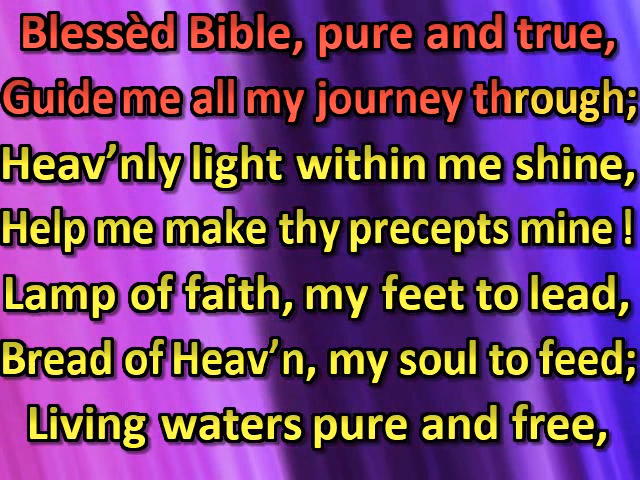 Blessèd Bible, pure and true,
Guide me all my journey through;
Heav’nly light within me shine,
Help me make thy precepts mine !
Lamp of faith, my feet to lead,
Bread of Heav’n, my soul to feed;
Living waters pure and free,